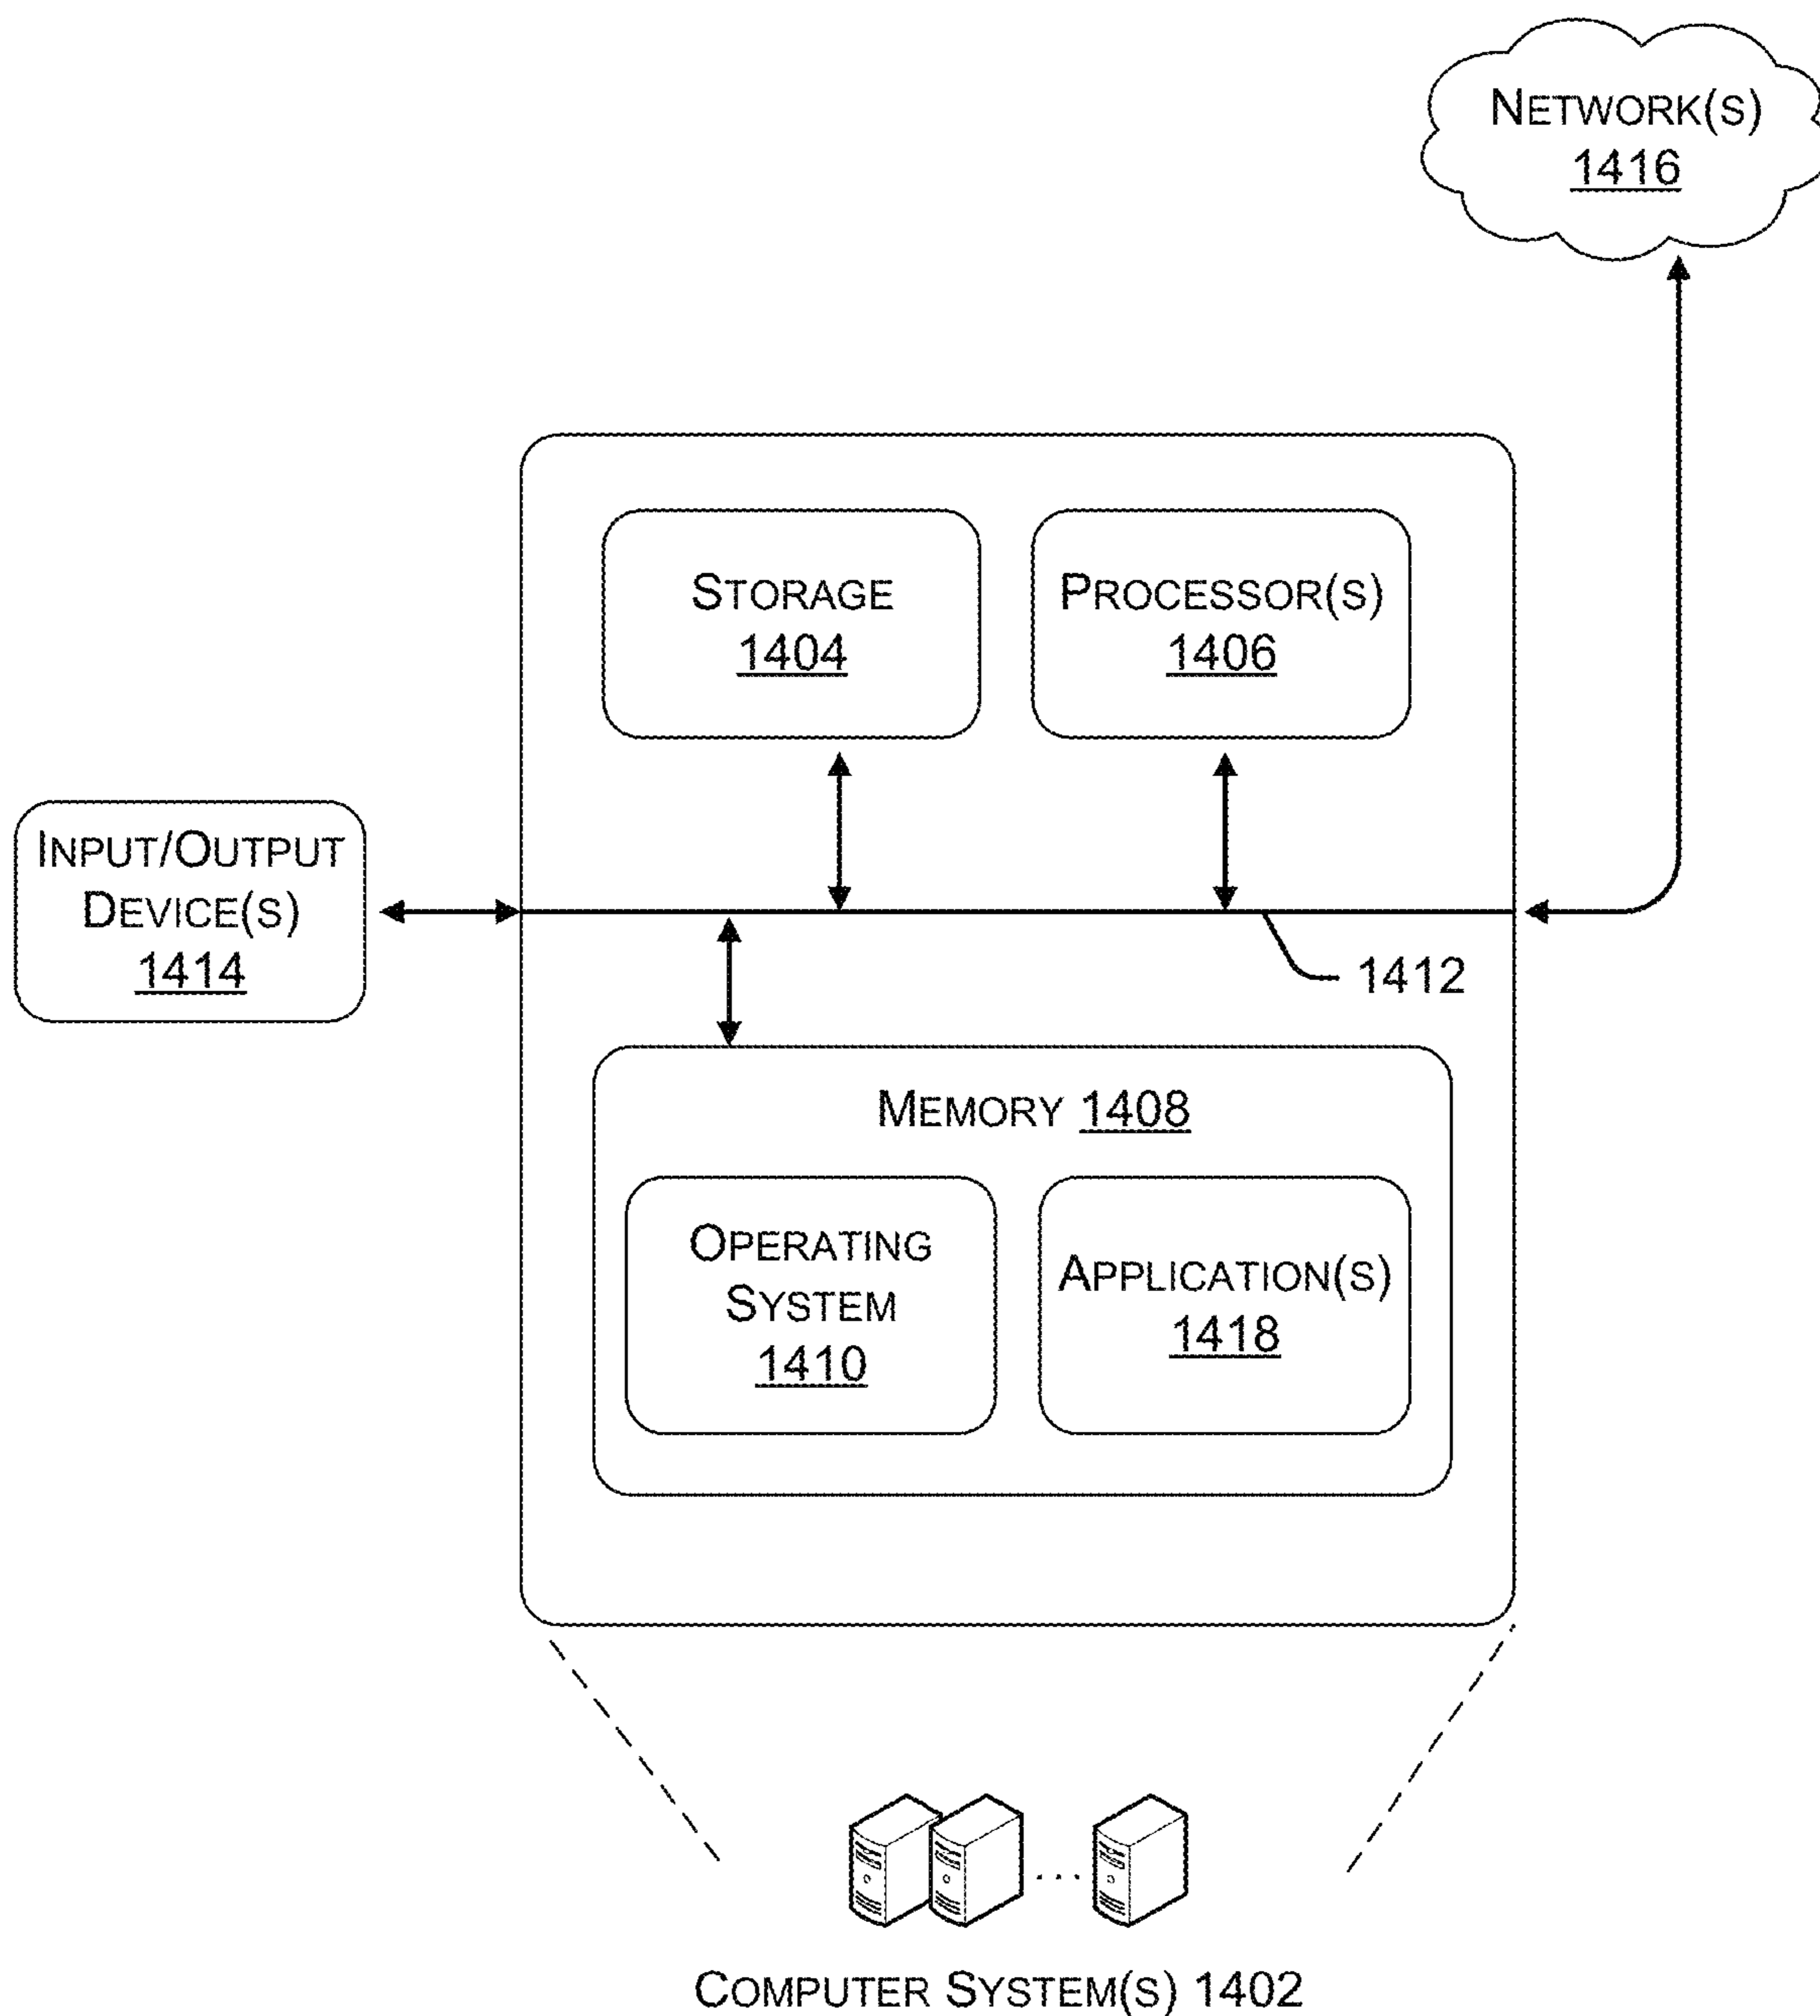 NETWORK(S)
1416
STORAGE
1404
PROCESSOR(S)
1406
INPUT/OUTPUT
DEVICE(S)
1414
1412
MEMORY 1408
OPERATING
SYSTEM
1410
APPLICATION(S)
1418
COMPUTER SYSTEM(S) 1402